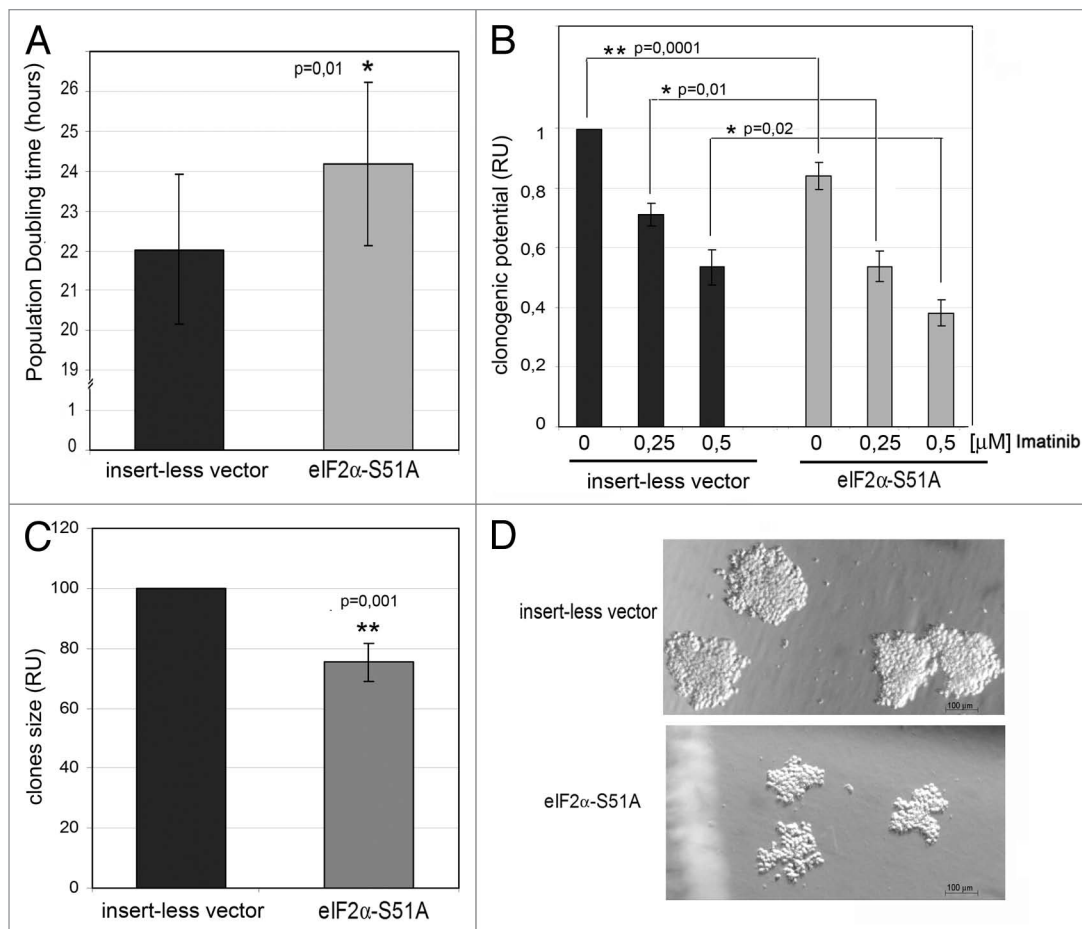 A
Population Doubling time (hours)
26
25
24
23
22
21
20
19
1
0
p=0,01 *
insert-less vector
eIF2α-S51A
B
clonogenic potential (RU)
1
0,8
0,6
0,4
0,2
0
** p=0,0001
* p=0,01
* p=0,02
0 0,25 0,5 0 0,25 0,5 [µM] Imatinib
insert-less vector
eIF2α-S51A
C
clones size (RU)
120
100
80
60
40
20
0
p=0,001
**
insert-less vector
eIF2α-S51A
D
insert-less vector
100 µm
eIF2α-S51A
100 µm